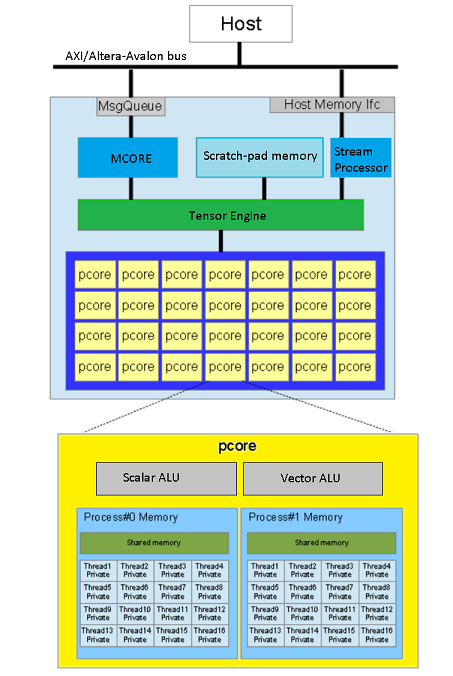 Host
AXI/Altera-Avalon bus
MsgQueue
Host Memory Ifc
MCORE
Scratch-pad memory
Stream
Processor
Tensor Engine
pcore pcore pcore pcore pcore pcore pcore
pcore pcore pcore pcore pcore pcore pcore
pcore pcore pcore pcore pcore pcore pcore
pcore pcore pcore pcore pcore pcore pcore
pcore
Scalar ALU
Vector ALU
Process#0 Memory
Shared memory
Thread1 Thread2 Thread3 Thread4
Private Private Private Private
Thread5 Thread6 Thread7 Thread8
Private Private Private Private
Thread9 Thread10 Thread11 Thread12
Private Private Private Private
Thread13 Thread14 Thread15 Thread16
Private Private Private Private
Process#1 Memory
Shared memory
Thread1 Thread2 Thread3 Thread4
Private Private Private Private
Thread5 Thread6 Thread7 Thread8
Private Private Private Private
Thread9 Thread10 Thread11 Thread12
Private Private Private Private
Thread13 Thread14 Thread15 Thread16
Private Private Private Private